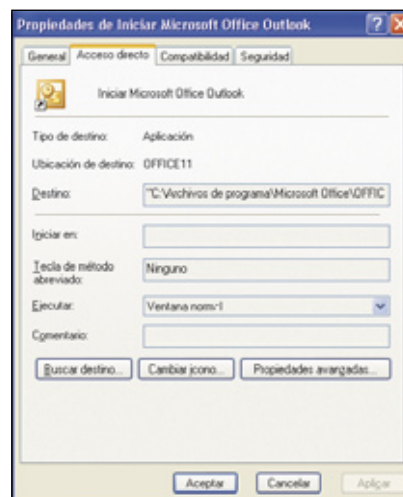 Propiedades de Iniciar Microsoft Office Outlook
General Acceso directo Compatibilidad Seguridad
Iniciar Microsoft Office Outlook
Tipo de destino: Aplicación
Ubicación de destino: OFFICE11
Destino: "C:\Archivos de programa\Microsoft Office\OFFIC
Iniciar en:
Tecla de método abreviado: Ninguno
Ejecutar: Ventana normal
Comentario:
Buscar destino... Cambiar icono... Propiedades avanzadas...
Aceptar Cancelar Aplicar